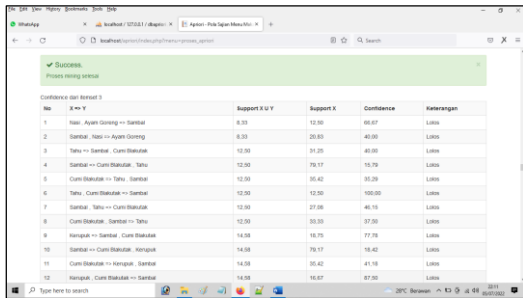 File Edit View History Bookmarks Tools Help
WhatsApp
localhost / 127.0.0.1 / dbapriori
Apriori - Pola Sajian Menu Mak
localhost/apriori/index.php?menu=proses_apriori
Search
Success.
Proses mining selesai
Confidence dari itemset 3
No X => Y Support X U Y Support X Confidence Keterangan
1 Nasi , Ayam Goreng => Sambal 8.33 12.50 66.67 Lolos
2 Sambal , Nasi => Ayam Goreng 8.33 20.83 40.00 Lolos
3 Tahu => Sambal , Cumi Blakutak 12.50 31.25 40.00 Lolos
4 Sambal => Cumi Blakutak , Tahu 12.50 79.17 15.79 Lolos
5 Cumi Blakutak => Tahu , Sambal 12.50 35.42 35.29 Lolos
6 Tahu , Cumi Blakutak => Sambal 12.50 12.50 100.00 Lolos
7 Sambal , Tahu => Cumi Blakutak 12.50 27.08 46.15 Lolos
8 Cumi Blakutak , Sambal => Tahu 12.50 33.33 37.50 Lolos
9 Kerupuk => Sambal , Cumi Blakutak 14.58 18.75 77.78 Lolos
10 Sambal => Cumi Blakutak , Kerupuk 14.58 79.17 18.42 Lolos
11 Cumi Blakutak => Kerupuk , Sambal 14.58 35.42 41.18 Lolos
12 Kerupuk , Cumi Blakutak => Sambal 14.58 16.67 87.50 Lolos
Type here to search
28°C Berawan
22:11
05/07/2022